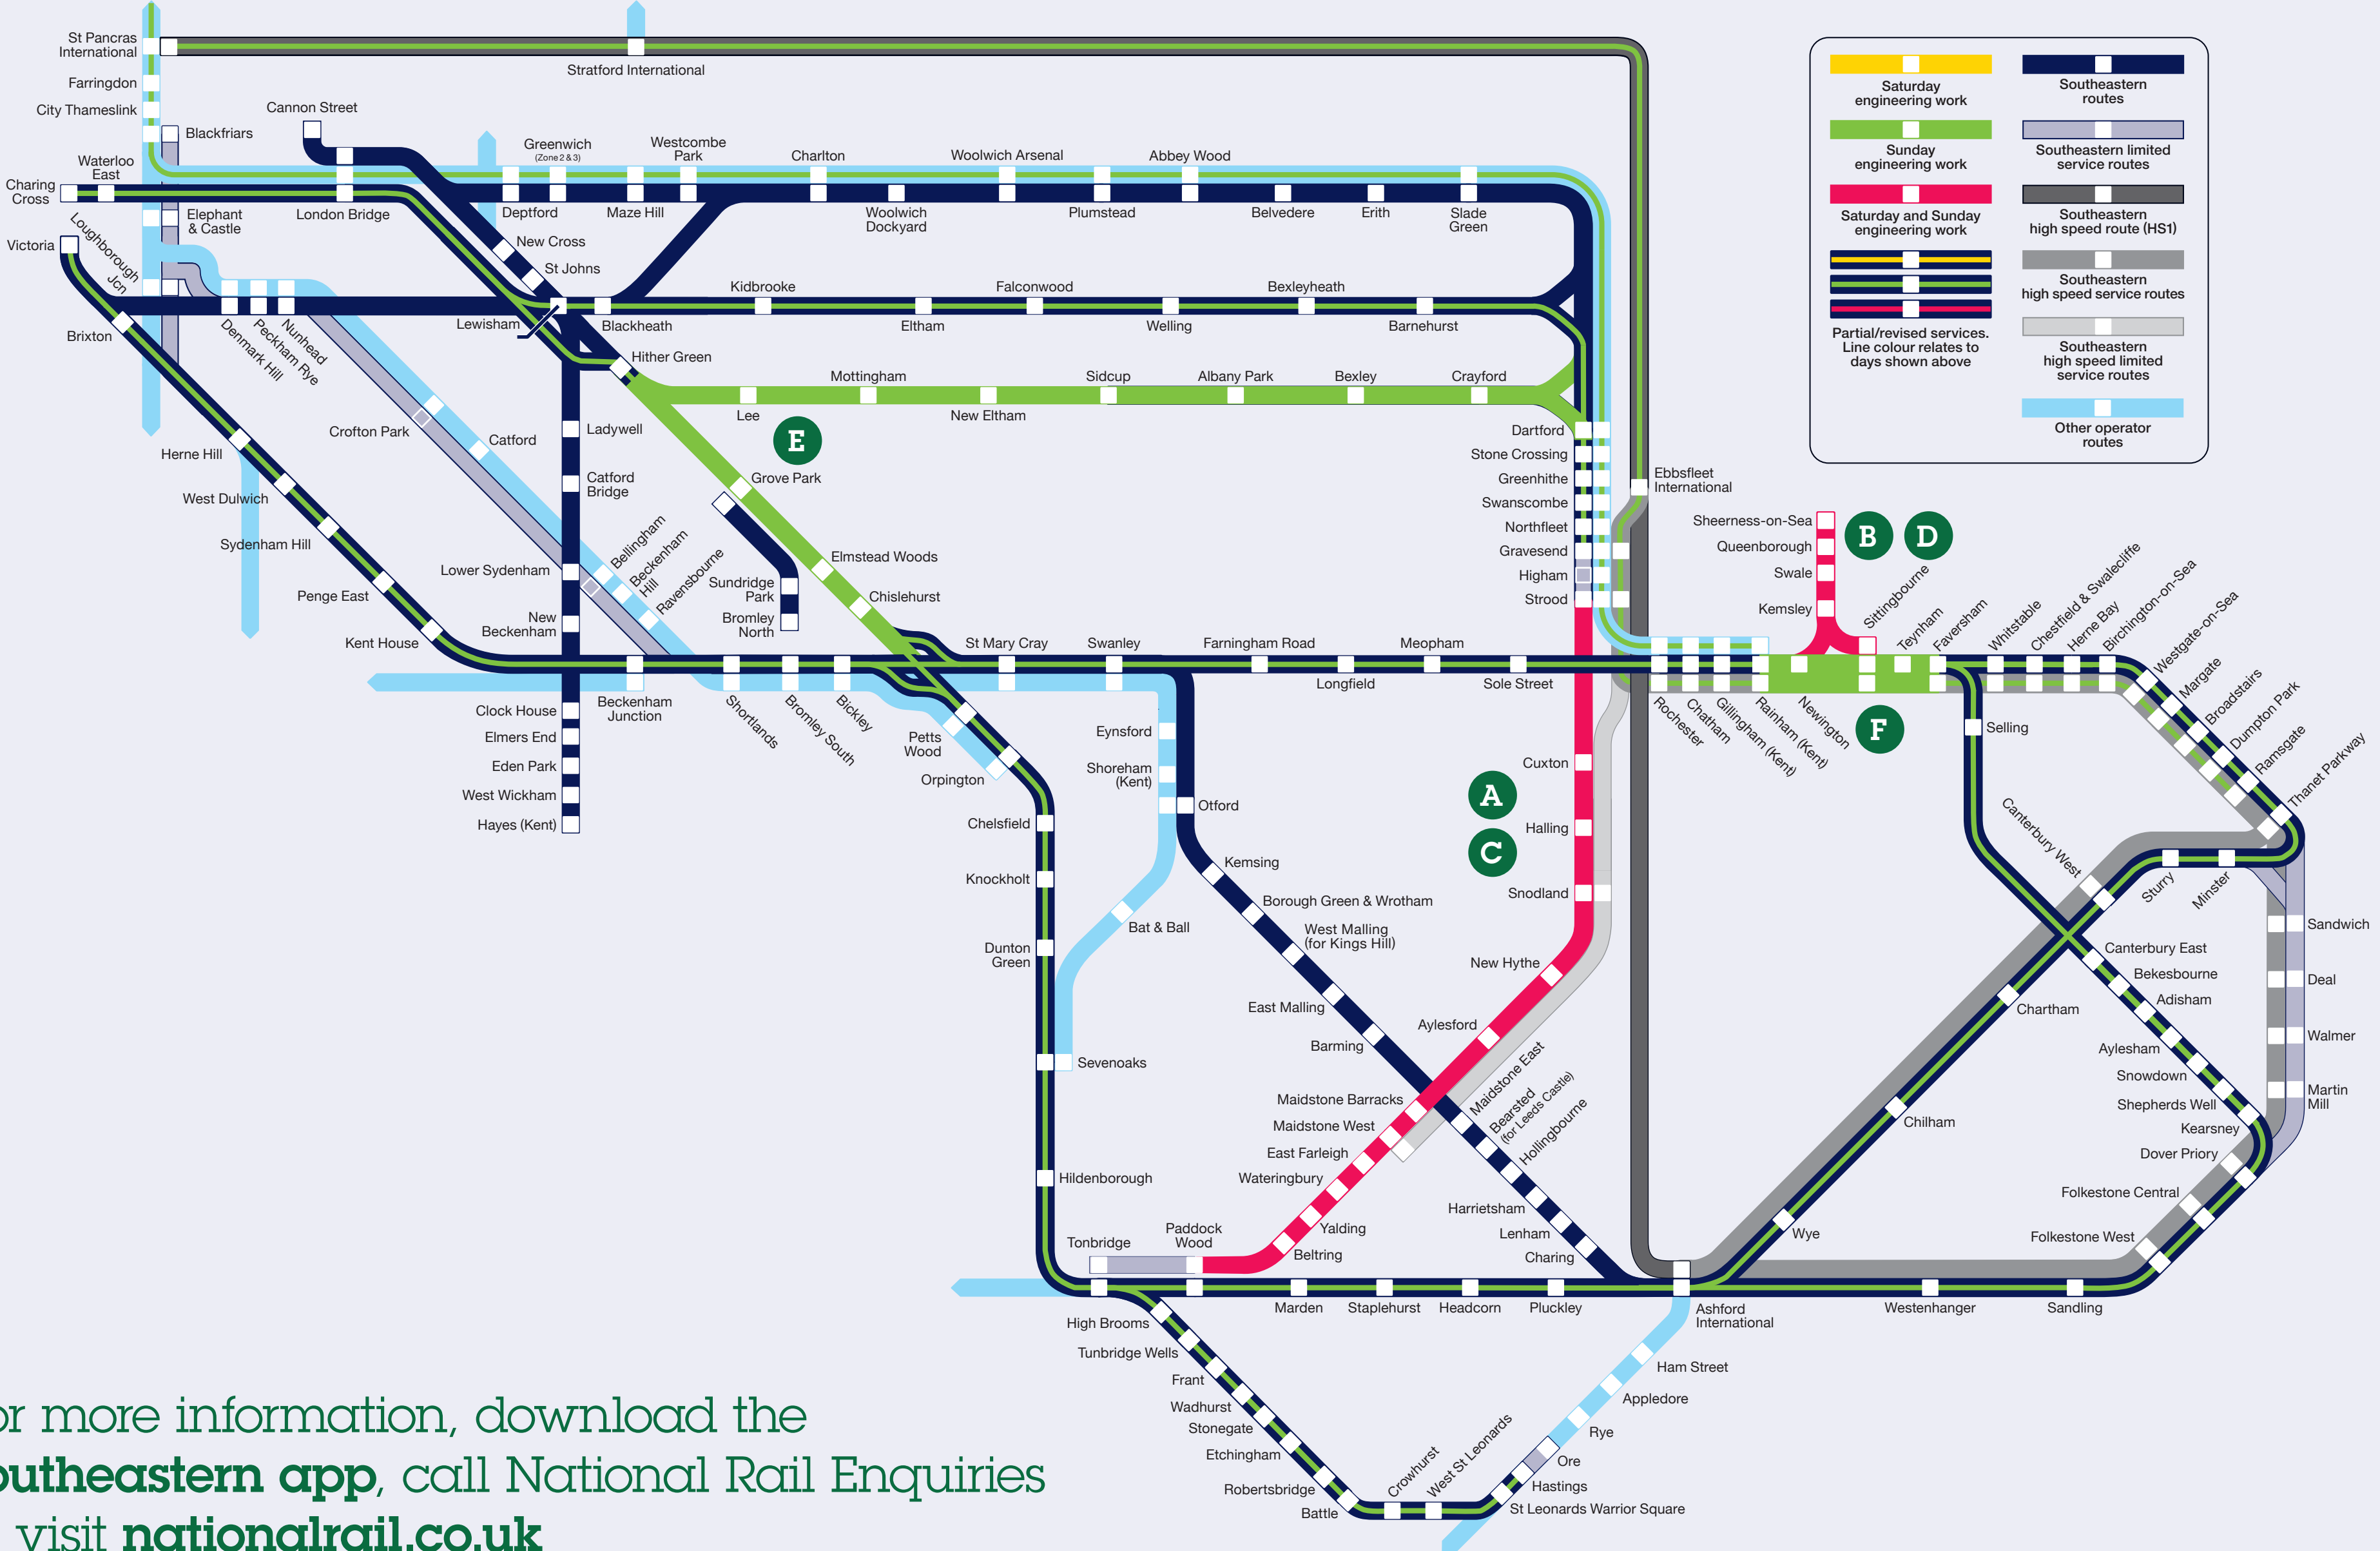 St Pancras
International
Stratford International
Farringdon
City Thameslink
Cannon Street
Blackfriars
Waterloo
East
Charing
Cross
London Bridge
Elephant
& Castle
Loughborough
Jcn
Victoria
Greenwich
(Zone 2 & 3)
Westcombe
Park
Charlton
Woolwich Arsenal
Abbey Wood
Deptford
Maze Hill
Woolwich
Dockyard
Plumstead
Belvedere
Erith
Slade
Green
New Cross
St Johns
Lewisham
Blackheath
Kidbrooke
Eltham
Falconwood
Welling
Bexleyheath
Barnehurst
Brixton
Denmark Hill
Peckham Rye
Nunhead
Hither Green
Lee
Mottingham
New Eltham
Sidcup
Albany Park
Bexley
Crayford
E
Crofton Park
Catford
Ladywell
Catford
Bridge
Herne Hill
West Dulwich
Sydenham Hill
Penge East
Kent House
Grove Park
Elmstead Woods
Chislehurst
Sundridge
Park
Bromley
North
Lower Sydenham
New
Beckenham
Bellingham
Beckenham
Hill
Ravensbourne
Clock House
Elmers End
Eden Park
West Wickham
Hayes (Kent)
Beckenham
Junction
Shortlands
Bromley South
Bickley
Petts
Wood
Orpington
St Mary Cray
Swanley
Farningham Road
Longfield
Meopham
Sole Street
Dartford
Stone Crossing
Greenhithe
Swanscombe
Northfleet
Gravesend
Higham
Strood
Ebbsfleet
International
Sheerness-on-Sea
Queenborough
Swale
Kemsley
B
D
Sittingbourne
Teynham
Faversham
Whitstable
Chestfield & Swalecliffe
Herne Bay
Birchington-on-Sea
Westgate-on-Sea
Margate
Broadstairs
Dumpton Park
Ramsgate
Thanet Parkway
Rochester
Chatham
Gillingham (Kent)
Rainham (Kent)
Newington
F
Selling
Eynsford
Shoreham
(Kent)
Otford
Kemsing
Borough Green & Wrotham
West Malling
(for Kings Hill)
East Malling
Barming
Maidstone East
Bearsted
(for Leeds Castle)
Hollingbourne
Harrietsham
Lenham
Charing
Bat & Ball
Chelsfield
Knockholt
Dunton
Green
Sevenoaks
Hildenborough
A
C
Cuxton
Halling
Snodland
New Hythe
Aylesford
Maidstone Barracks
Maidstone West
East Farleigh
Wateringbury
Yalding
Beltring
Paddock
Wood
Tonbridge
Marden
Staplehurst
Headcorn
Pluckley
Ashford
International
Westenhanger
Sandling
Folkestone West
Folkestone Central
Dover Priory
Kearsney
Shepherds Well
Snowdown
Aylesham
Adisham
Bekesbourne
Canterbury East
Canterbury West
Sturry
Minster
Sandwich
Deal
Walmer
Martin
Mill
Chartham
Chilham
Wye
High Brooms
Tunbridge Wells
Frant
Wadhurst
Stonegate
Etchingham
Robertsbridge
Battle
Crowhurst
West St Leonards
St Leonards Warrior Square
Hastings
Ore
Rye
Appledore
Ham Street
Saturday
engineering work
Sunday
engineering work
Saturday and Sunday
engineering work
Partial/revised services.
Line colour relates to
days shown above
Southeastern
routes
Southeastern limited
service routes
Southeastern
high speed route (HS1)
Southeastern
high speed service routes
Southeastern
high speed limited
service routes
Other operator
routes
or more information, download the
outheastern app, call National Rail Enquiries
visit nationalrail.co.uk